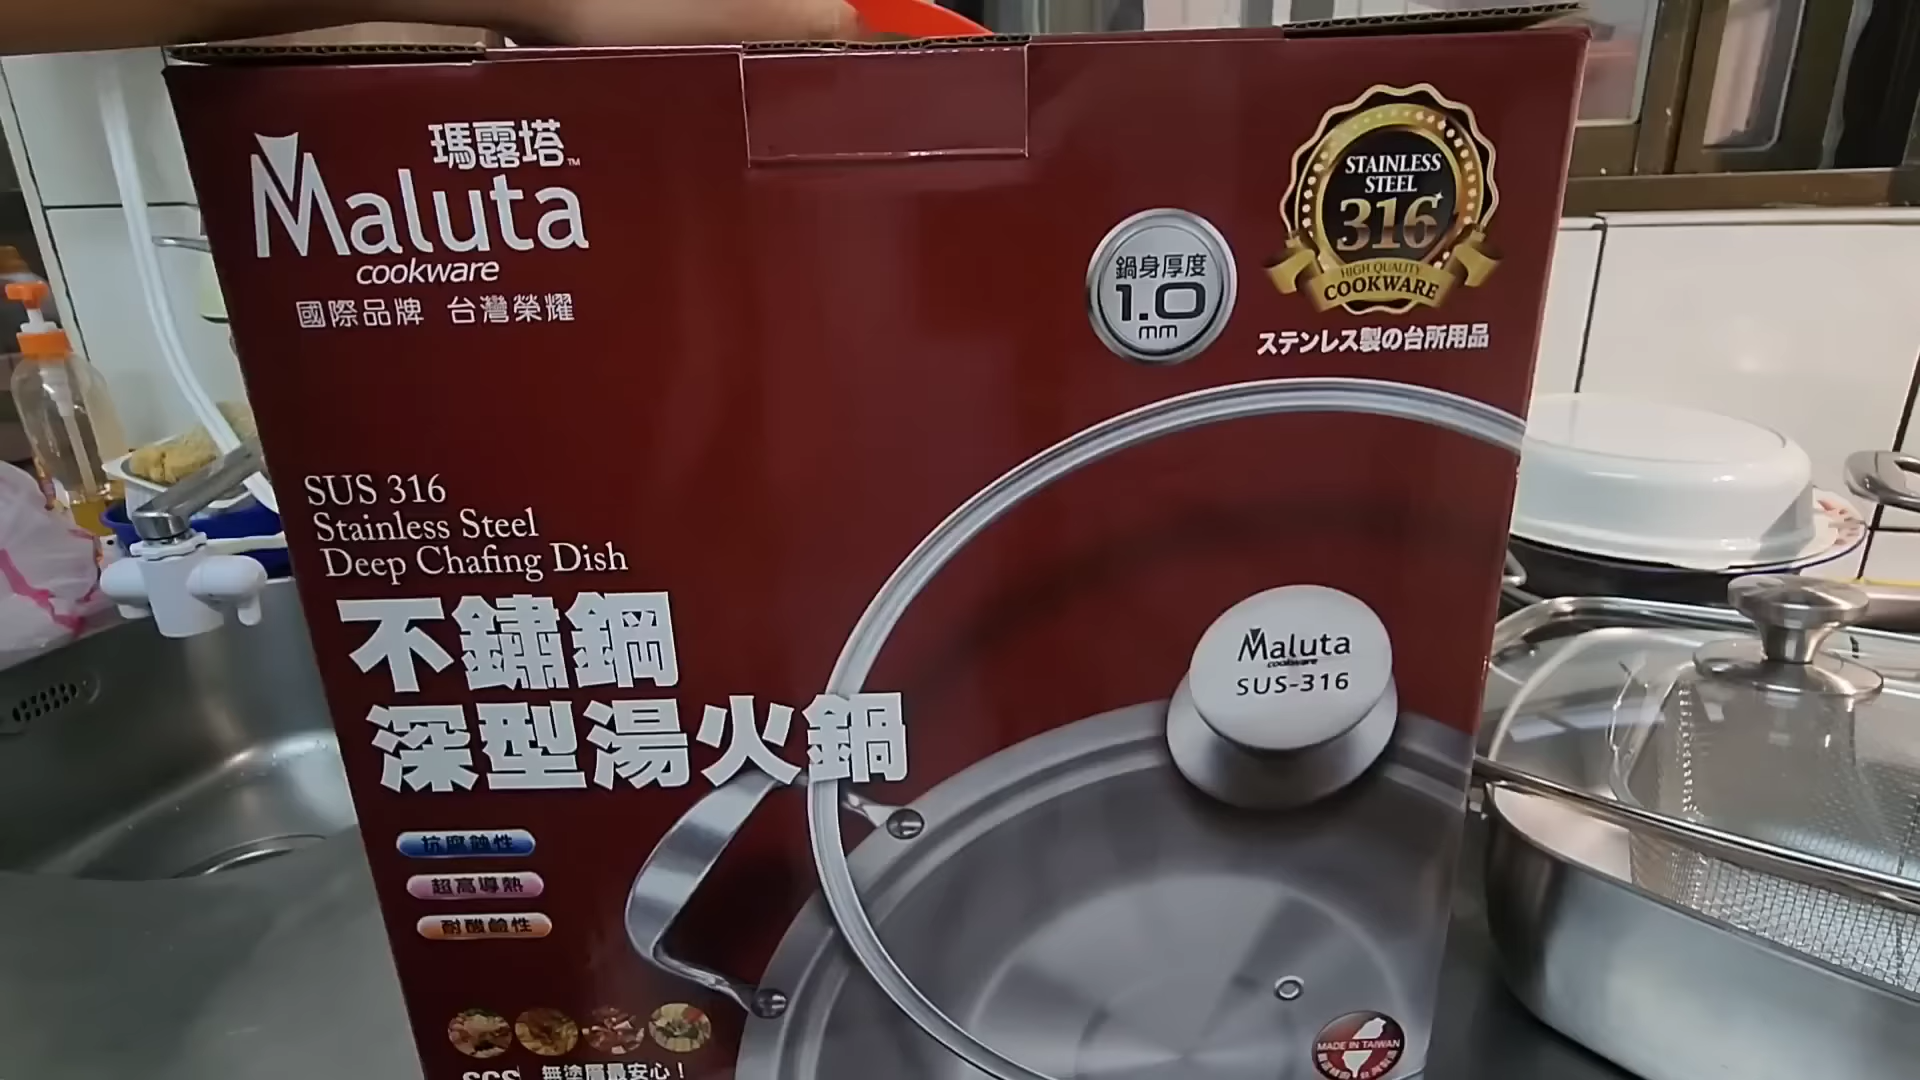 瑪露塔™
Maluta
cookware
國際品牌 台灣榮耀
鍋身厚度
1.0
mm
STAINLESS
STEEL
316
HIGH QUALITY
COOKWARE
ステンレス製の台所用品
SUS 316
Stainless Steel
Deep Chafing Dish
不鏽鋼
深型湯火鍋
Maluta
cookware
SUS-316
抗腐蝕性
超高導熱
耐酸鹼性
SGS 無塗層最安心!
MADE IN TAIWAN